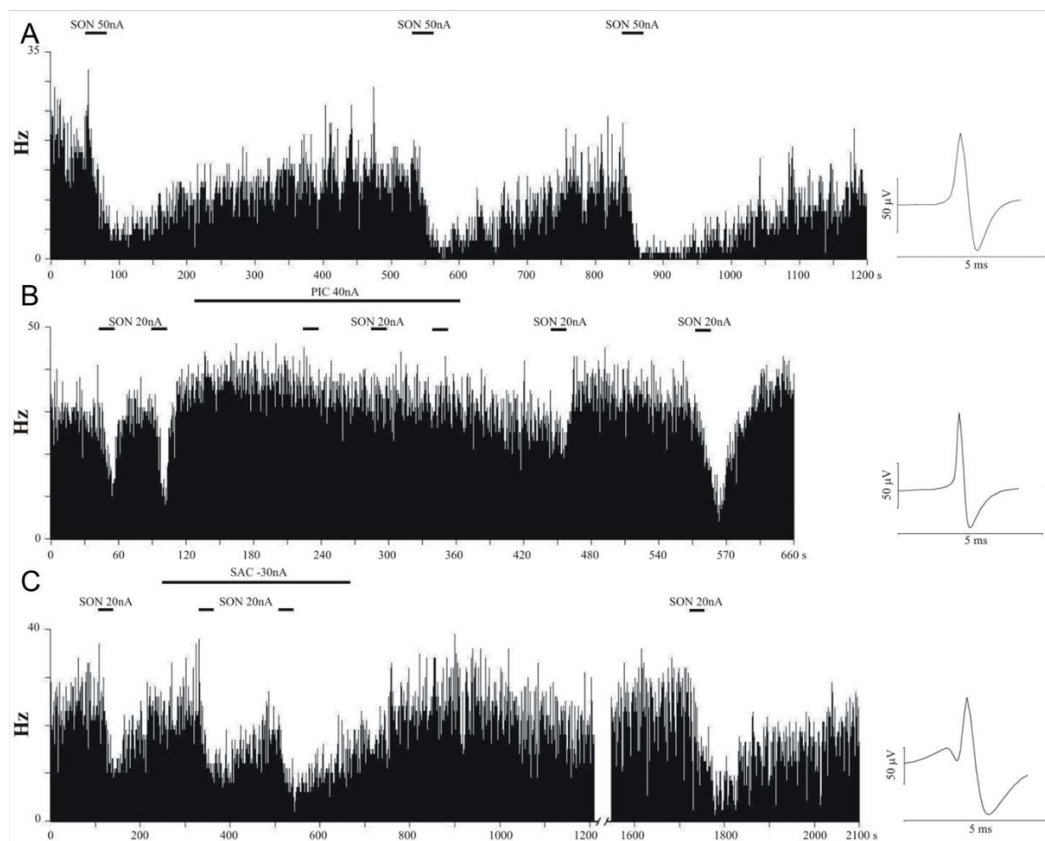 A
SON 50nA SON 50nA SON 50nA
35
Hz
0
0 100 200 300 400 500 600 700 800 900 1000 1100 1200 s
50 µV
5 ms
B
PIC 40nA
SON 20nA SON 20nA SON 20nA SON 20nA
50
Hz
0
0 60 120 180 240 300 360 420 480 540 570 660 s
50 µV
5 ms
C
SAC -30nA
SON 20nA SON 20nA SON 20nA
40
Hz
0
0 200 400 600 800 1000 1200 1600 1800 2000 2100 s
50 µV
5 ms